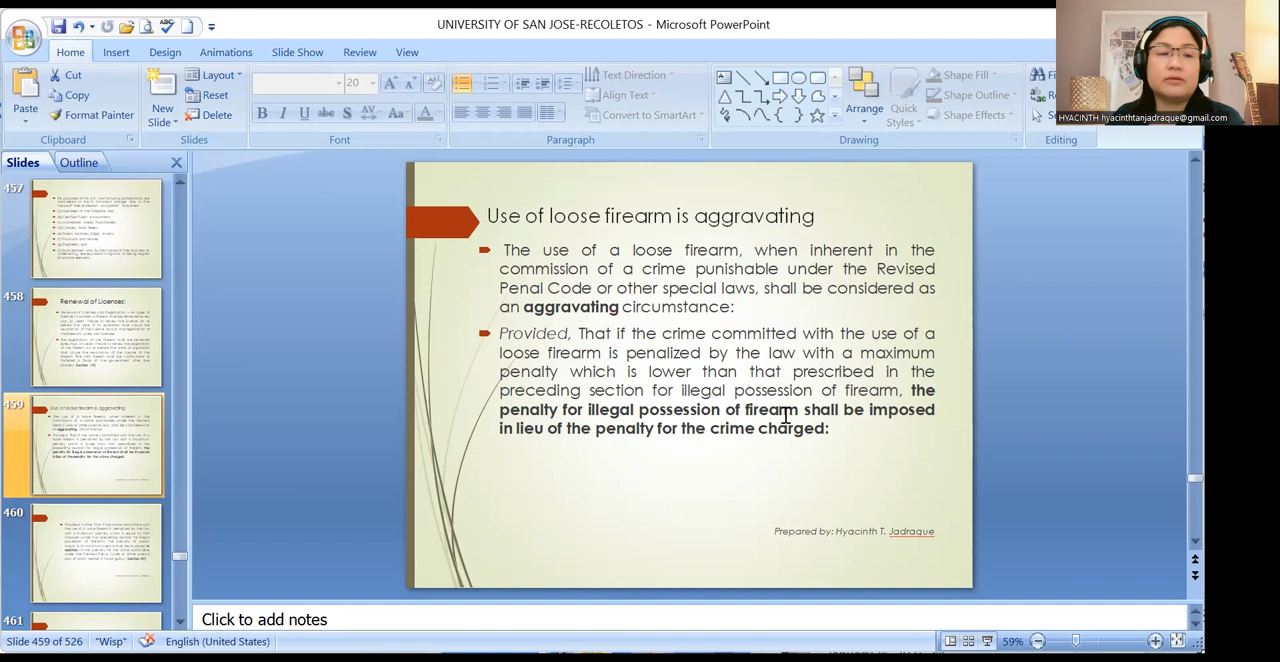 UNIVERSITY OF SAN JOSE-RECOLETOS - Microsoft PowerPoint
Home Insert Design Animations Slide Show Review View
Paste
Cut
Copy
Format Painter
Clipboard
New Slide
Layout
Reset
Delete
Slides
20
B I U abc S AV Aa A
Font
Text Direction
Align Text
Convert to SmartArt
Paragraph
Arrange
Quick Styles
Shape Fill
Shape Outline
Shape Effects
Drawing
Editing
HYACINTH hyacinthtanjadraque@gmail.com
Slides Outline
457
458
Renewal of Licenses:
459
Use of loose firearm is aggravating
460
461
Use of loose firearm is aggravating
The use of a loose firearm, when inherent in the
commission of a crime punishable under the Revised
Penal Code or other special laws, shall be considered as
an aggravating circumstance:
Provided, That if the crime committed with the use of a
loose firearm is penalized by the law with a maximum
penalty which is lower than that prescribed in the
preceding section for illegal possession of firearm, the
penalty for illegal possession of firearm shall be imposed
in lieu of the penalty for the crime charged:
Prepared by: Hyacinth T. Jadraque
Click to add notes
Slide 459 of 526 "Wisp" English (United States) 59%